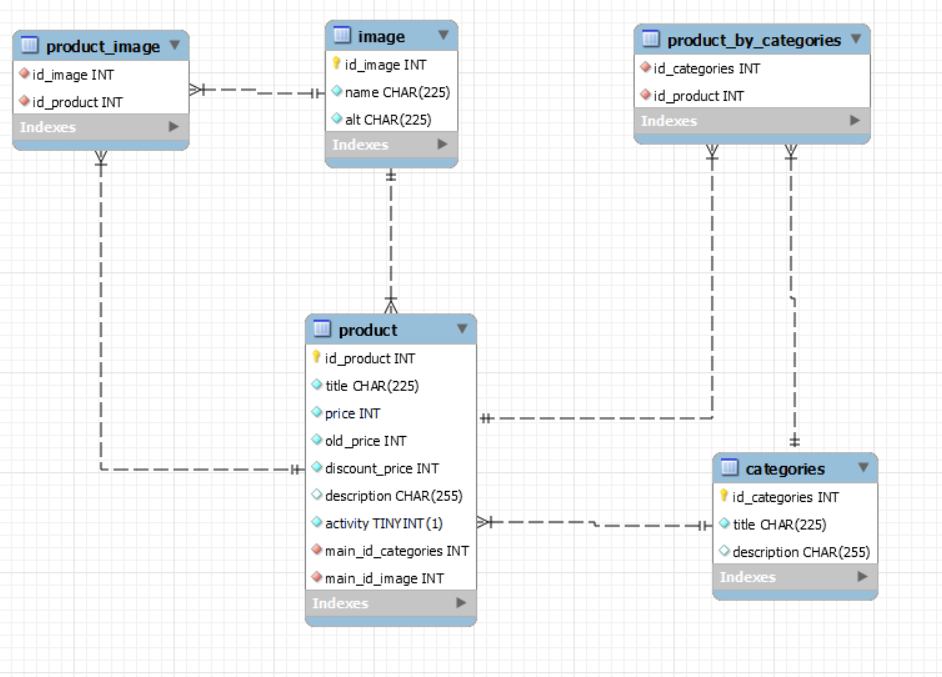 product_image
id_image INT
id_product INT
Indexes
image
id_image INT
name CHAR(225)
alt CHAR(225)
Indexes
product_by_categories
id_categories INT
id_product INT
Indexes
product
id_product INT
title CHAR(225)
price INT
old_price INT
discount_price INT
description CHAR(255)
activity TINYINT(1)
main_id_categories INT
main_id_image INT
Indexes
categories
id_categories INT
title CHAR(225)
description CHAR(255)
Indexes